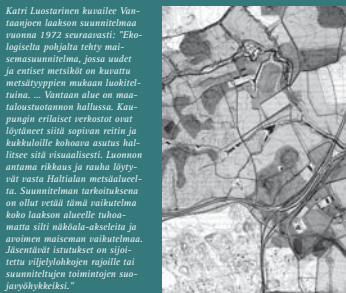 Katri Luostarinen kuvailee Van-
taanjoen laakson suunnitelmaa
vuonna 1972 seuraavasti: "Eko-
logiselta pohjalta tehty mai-
semasuunnitelma, jossa uudet
ja entiset metsiköt on kuvattu
metsätyyppien mukaan luokitel-
tuina. ... Vantaan alue on maa-
taloustuotannon hallussa. Kau-
pungin erilaiset verkostot ovat
löytäneet siitä sopivan reitin ja
kukkuloille kohoava asutus hal-
litsee sitä visuaalisesti. Luonnon
antama rikkaus ja rauha löyty-
vät vasta Haltialan metsäalueel-
ta. Suunnitelman tarkoituksena
on ollut vetää tämä vaikutelma
koko laakson alueelle tuhoa-
matta silti näköala-akseleita ja
avoimen maiseman vaikutelmaa.
Jäsentävät istutukset on sijoi-
tettu viljelylohkojen rajoille tai
suunniteltujen toimintojen suo-
javyöhykkeiksi."